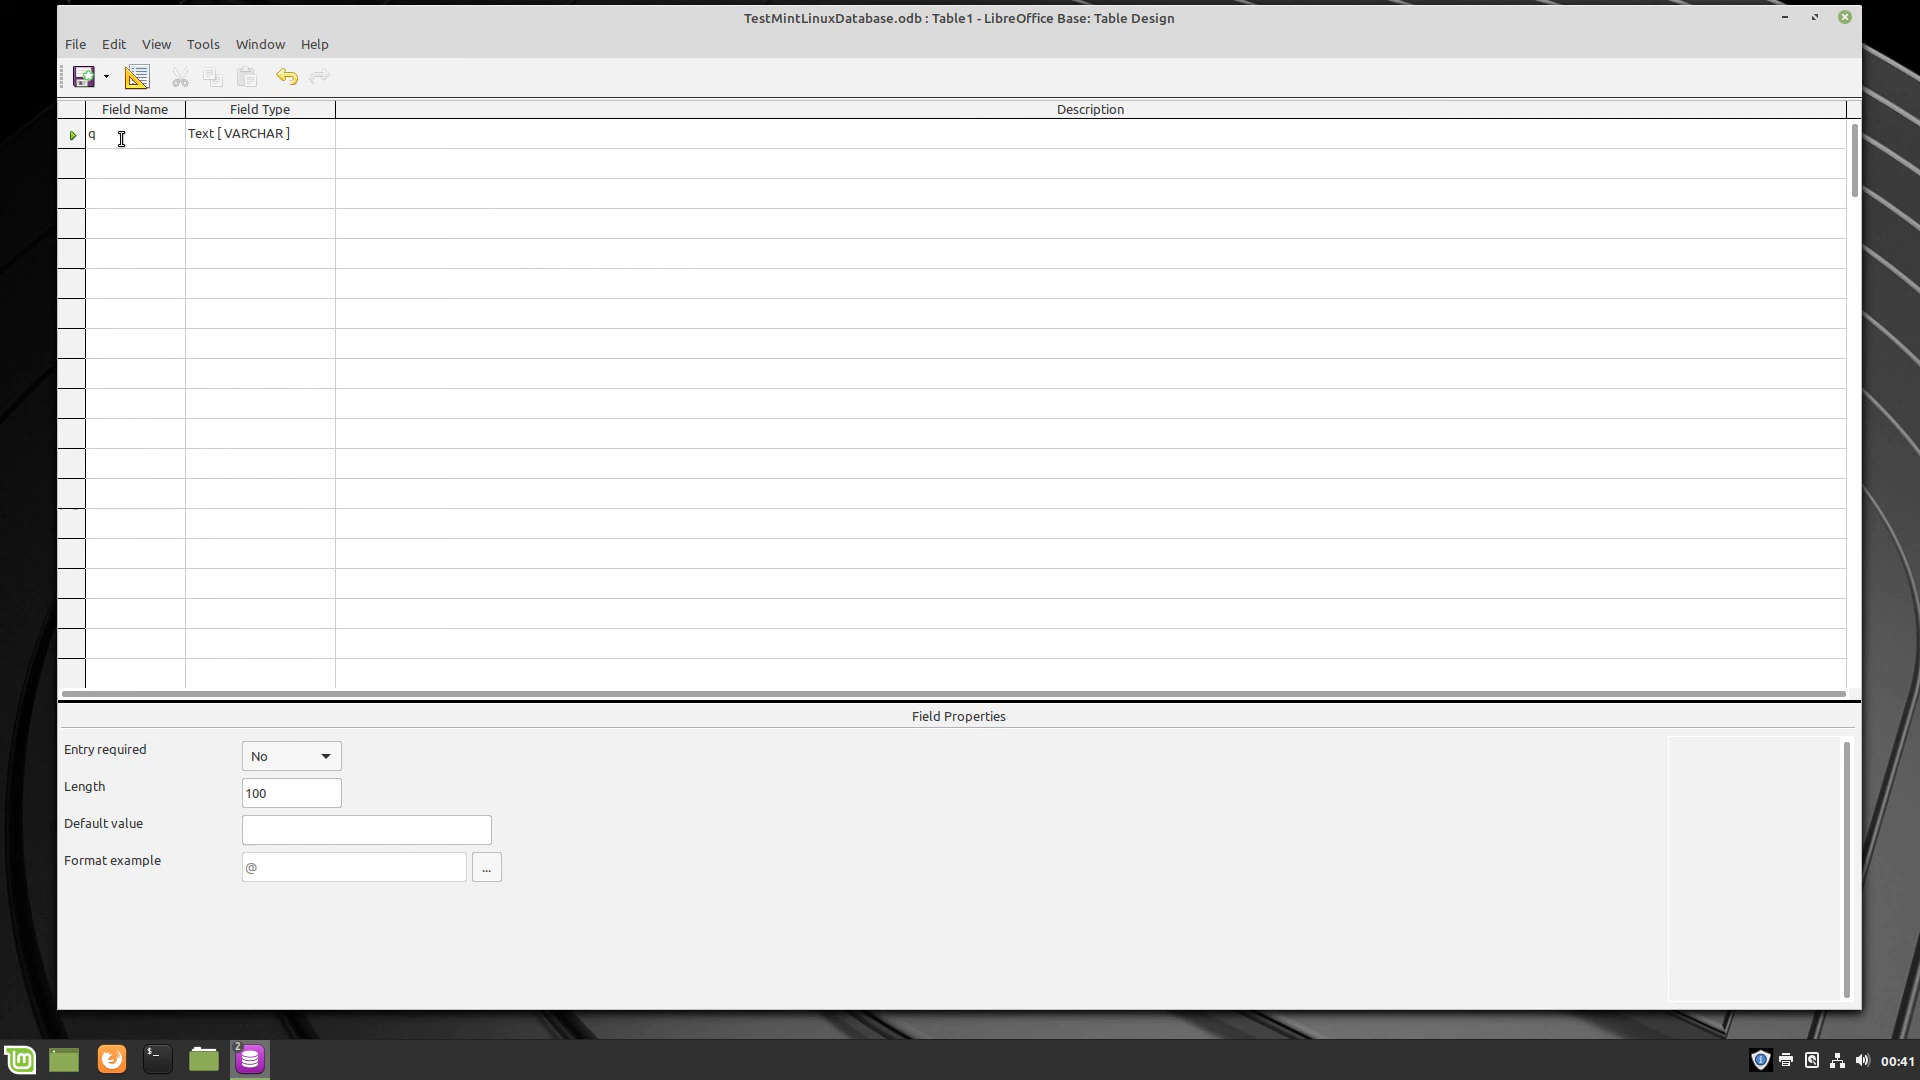 TestMintLinuxDatabase.odb : Table1 - LibreOffice Base: Table Design
File Edit View Tools Window Help
Field Name Field Type Description
q Text [ VARCHAR ]
Field Properties
Entry required No
Length 100
Default value
Format example @ ...
$_
2
00:41